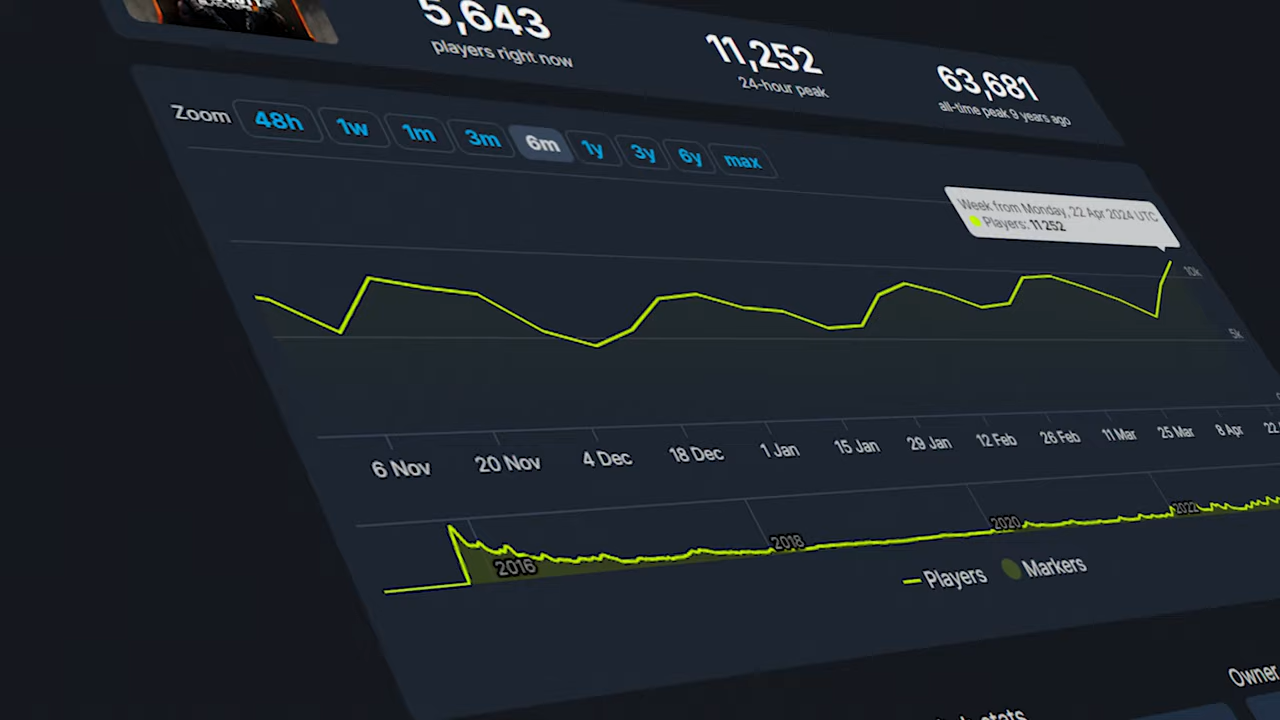 5,643
players right now
11,252
24-hour peak
63,681
all-time peak 9 years ago
Zoom 48h 1w 1m 3m 6m 1y 3y 6y max
Week from Monday, 22 Apr 2024 UTC
Players: 11 252
10k
5k
6 Nov 20 Nov 4 Dec 18 Dec 1 Jan 15 Jan 29 Jan 12 Feb 26 Feb 11 Mar 25 Mar 8 Apr 22
2016 2018 2020 2022
Players Markers
Owner
stats